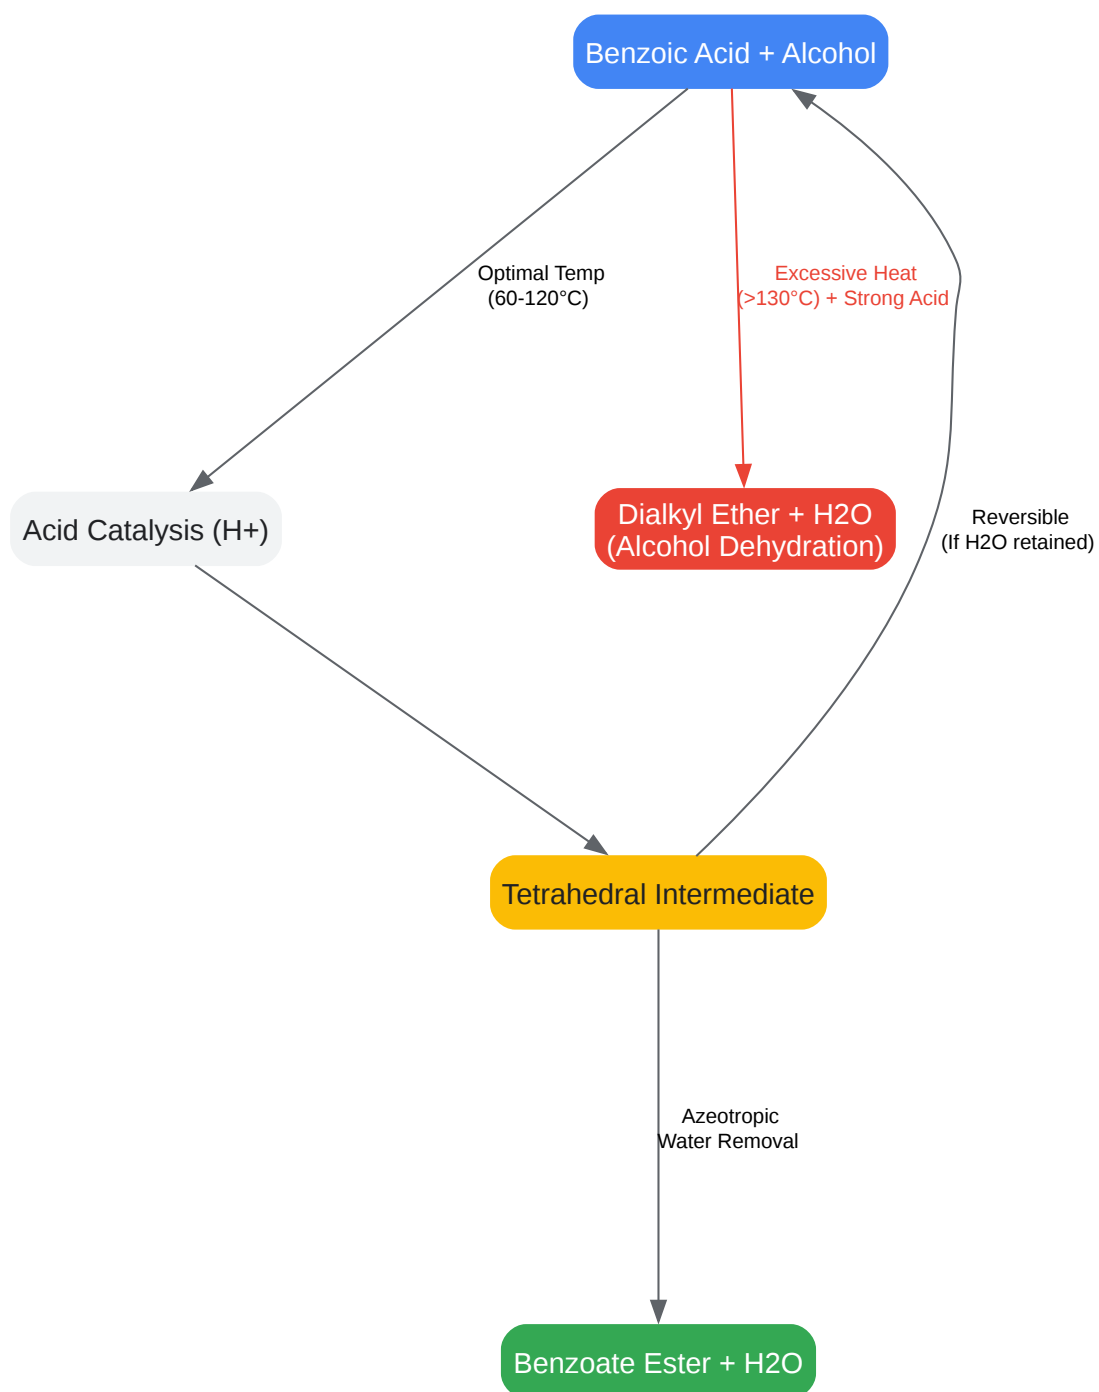 Benzoic Acid + Alcohol
Optimal Temp
(60-120°C)
Excessive Heat
(>130°C) + Strong Acid
Acid Catalysis (H+)
Dialkyl Ether + H2O
(Alcohol Dehydration)
Reversible
(If H2O retained)
Tetrahedral Intermediate
Azeotropic
Water Removal
Benzoate Ester + H2O